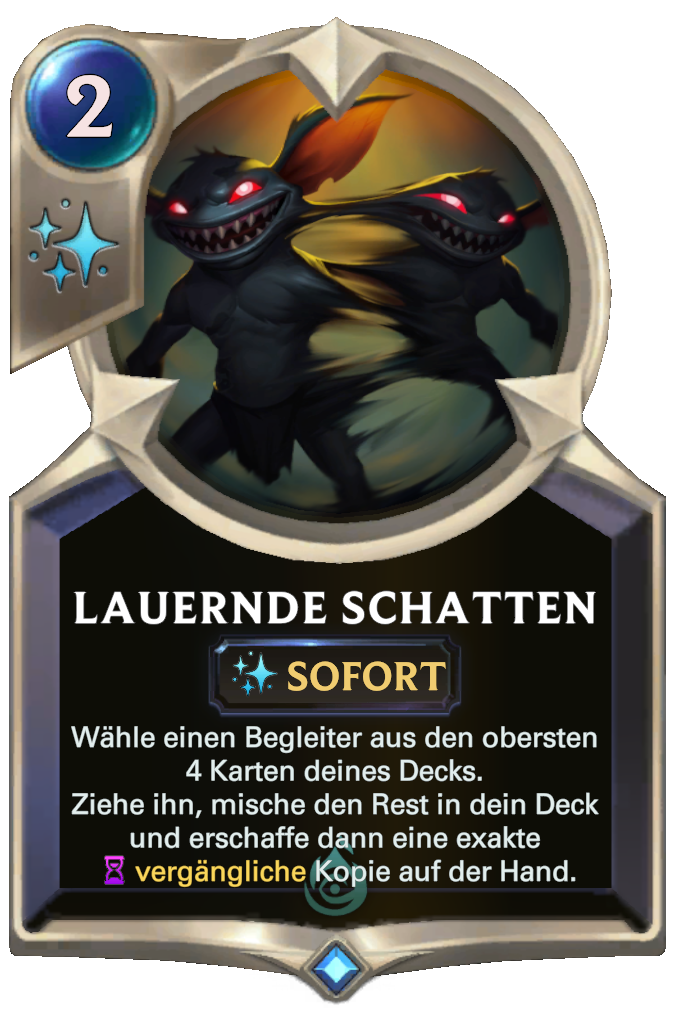 2
LAUERNDE SCHATTEN
SOFORT
Wähle einen Begleiter aus den obersten
4 Karten deines Decks.
Ziehe ihn, mische den Rest in dein Deck
und erschaffe dann eine exakte
vergängliche Kopie auf der Hand.